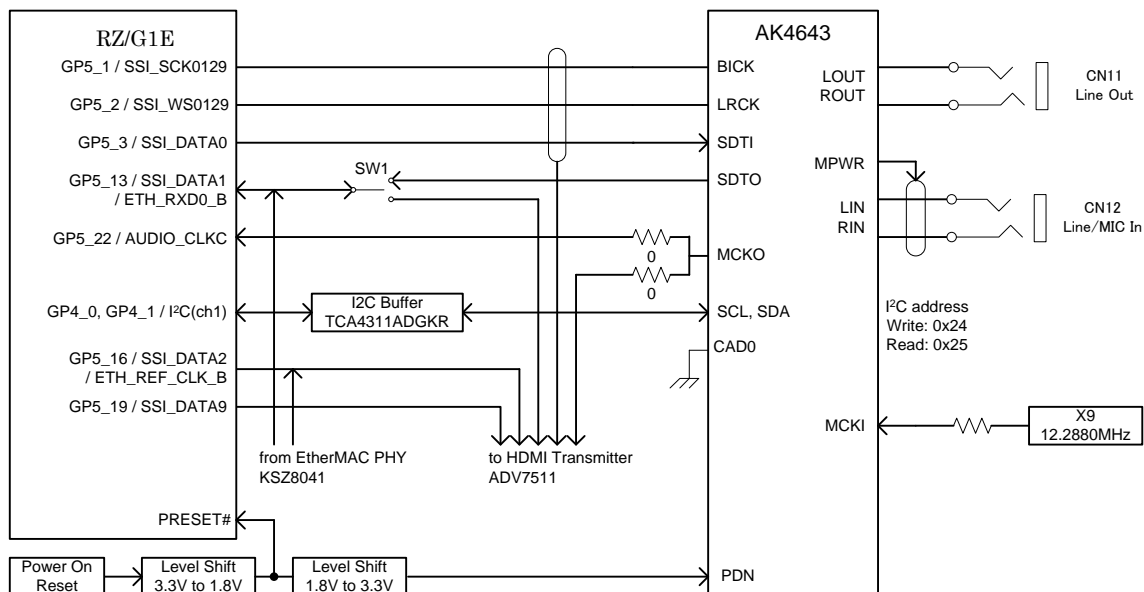 RZ/G1E
GP5_1 / SSI_SCK0129
GP5_2 / SSI_WS0129
GP5_3 / SSI_DATA0
GP5_13 / SSI_DATA1
/ ETH_RXD0_B
GP5_22 / AUDIO_CLKC
GP4_0, GP4_1 / I²C(ch1)
GP5_16 / SSI_DATA2
/ ETH_REF_CLK_B
GP5_19 / SSI_DATA9
PRESET#
SW1
0
0
I2C Buffer
TCA4311ADGKR
from EtherMAC PHY
KSZ8041
to HDMI Transmitter
ADV7511
Power On
Reset
Level Shift
3.3V to 1.8V
Level Shift
1.8V to 3.3V
AK4643
BICK
LRCK
SDTI
SDTO
MCKO
SCL, SDA
CAD0
PDN
LOUT
ROUT
MPWR
LIN
RIN
MCKI
CN11
Line Out
CN12
Line/MIC In
I²C address
Write: 0x24
Read: 0x25
X9
12.2880MHz